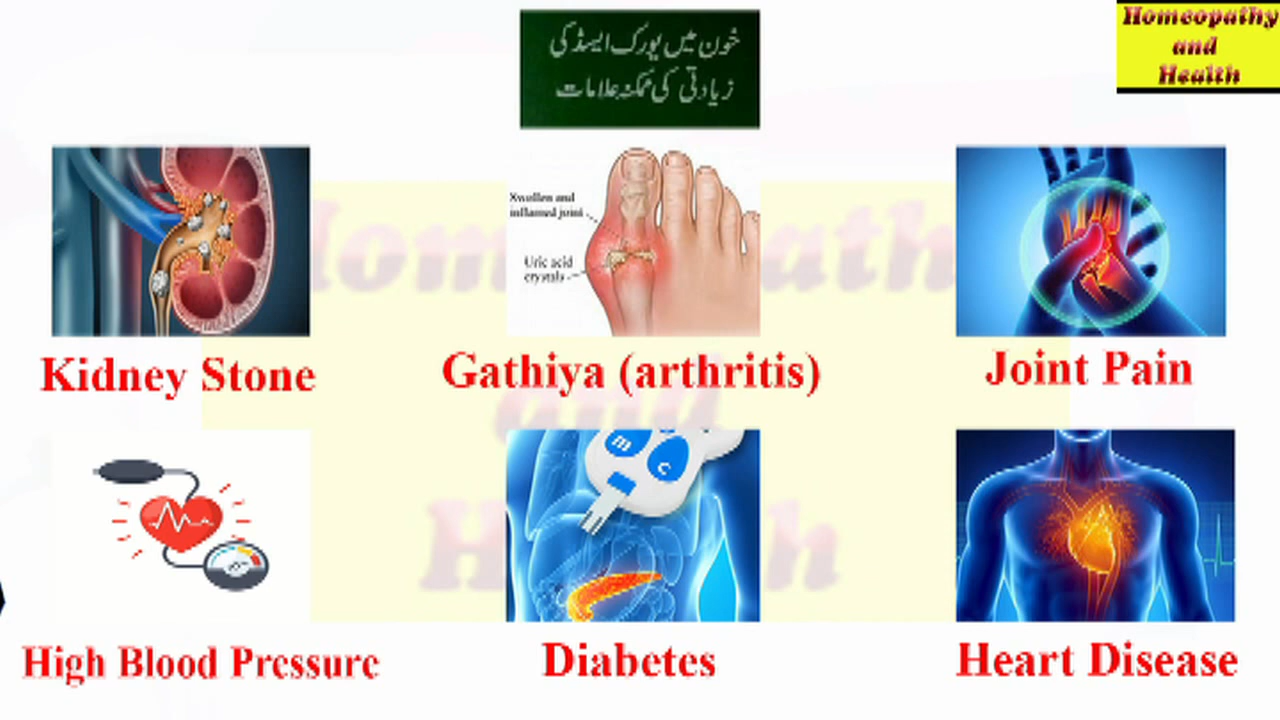 خون میں یورک ایسڈ کی
زیادتی کی ممکنہ علامات
Homeopathy
and
Health
Swollen and
inflamed joint
Uric acid
crystals
Kidney Stone
Gathiya (arthritis)
Joint Pain
m
c
High Blood Pressure
Diabetes
Heart Disease